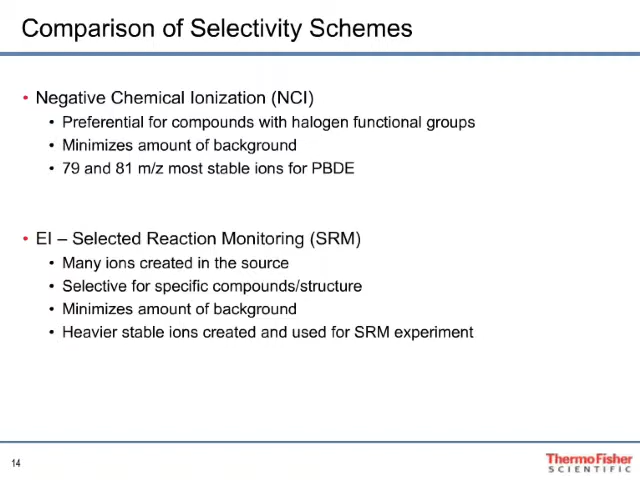 Comparison of Selectivity Schemes
• Negative Chemical Ionization (NCI)
• Preferential for compounds with halogen functional groups
• Minimizes amount of background
• 79 and 81 m/z most stable ions for PBDE
• EI – Selected Reaction Monitoring (SRM)
• Many ions created in the source
• Selective for specific compounds/structure
• Minimizes amount of background
• Heavier stable ions created and used for SRM experiment
14
ThermoFisher
SCIENTIFIC